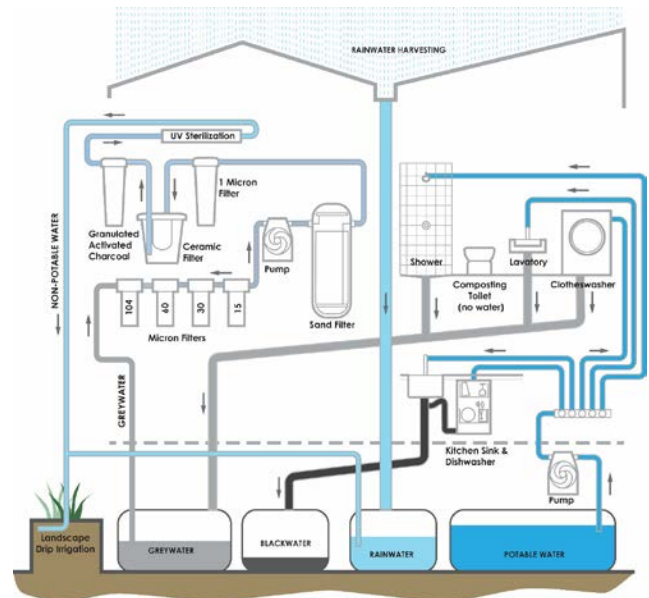 RAINWATER HARVESTING
UV Sterilization
1 Micron
Filter
Granulated
Activated
Charcoal
Ceramic
Filter
Pump
Sand Filter
Shower
Composting
Toilet
(no water)
Lavatory
Clotheswasher
NON-POTABLE WATER
104
60
30
15
Micron Filters
GREYWATER
Kitchen Sink &
Dishwasher
Pump
Landscape
Drip Irrigation
GREYWATER
BLACKWATER
RAINWATER
POTABLE WATER